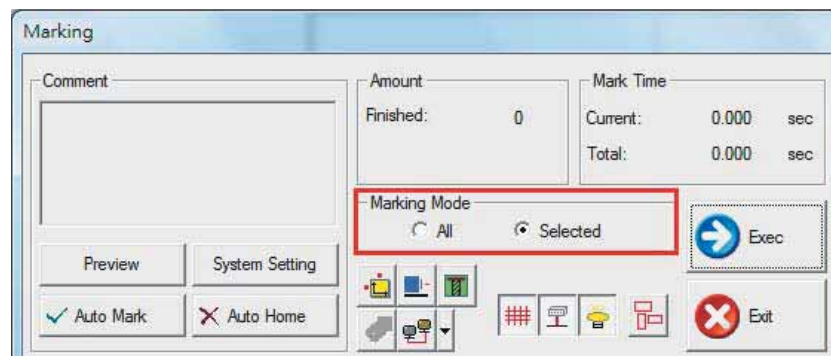 Marking
Comment
Amount
Finished: 0
Mark Time
Current: 0.000 sec
Total: 0.000 sec
Marking Mode
All Selected
Exec
Preview System Setting
Auto Mark Auto Home
Exit